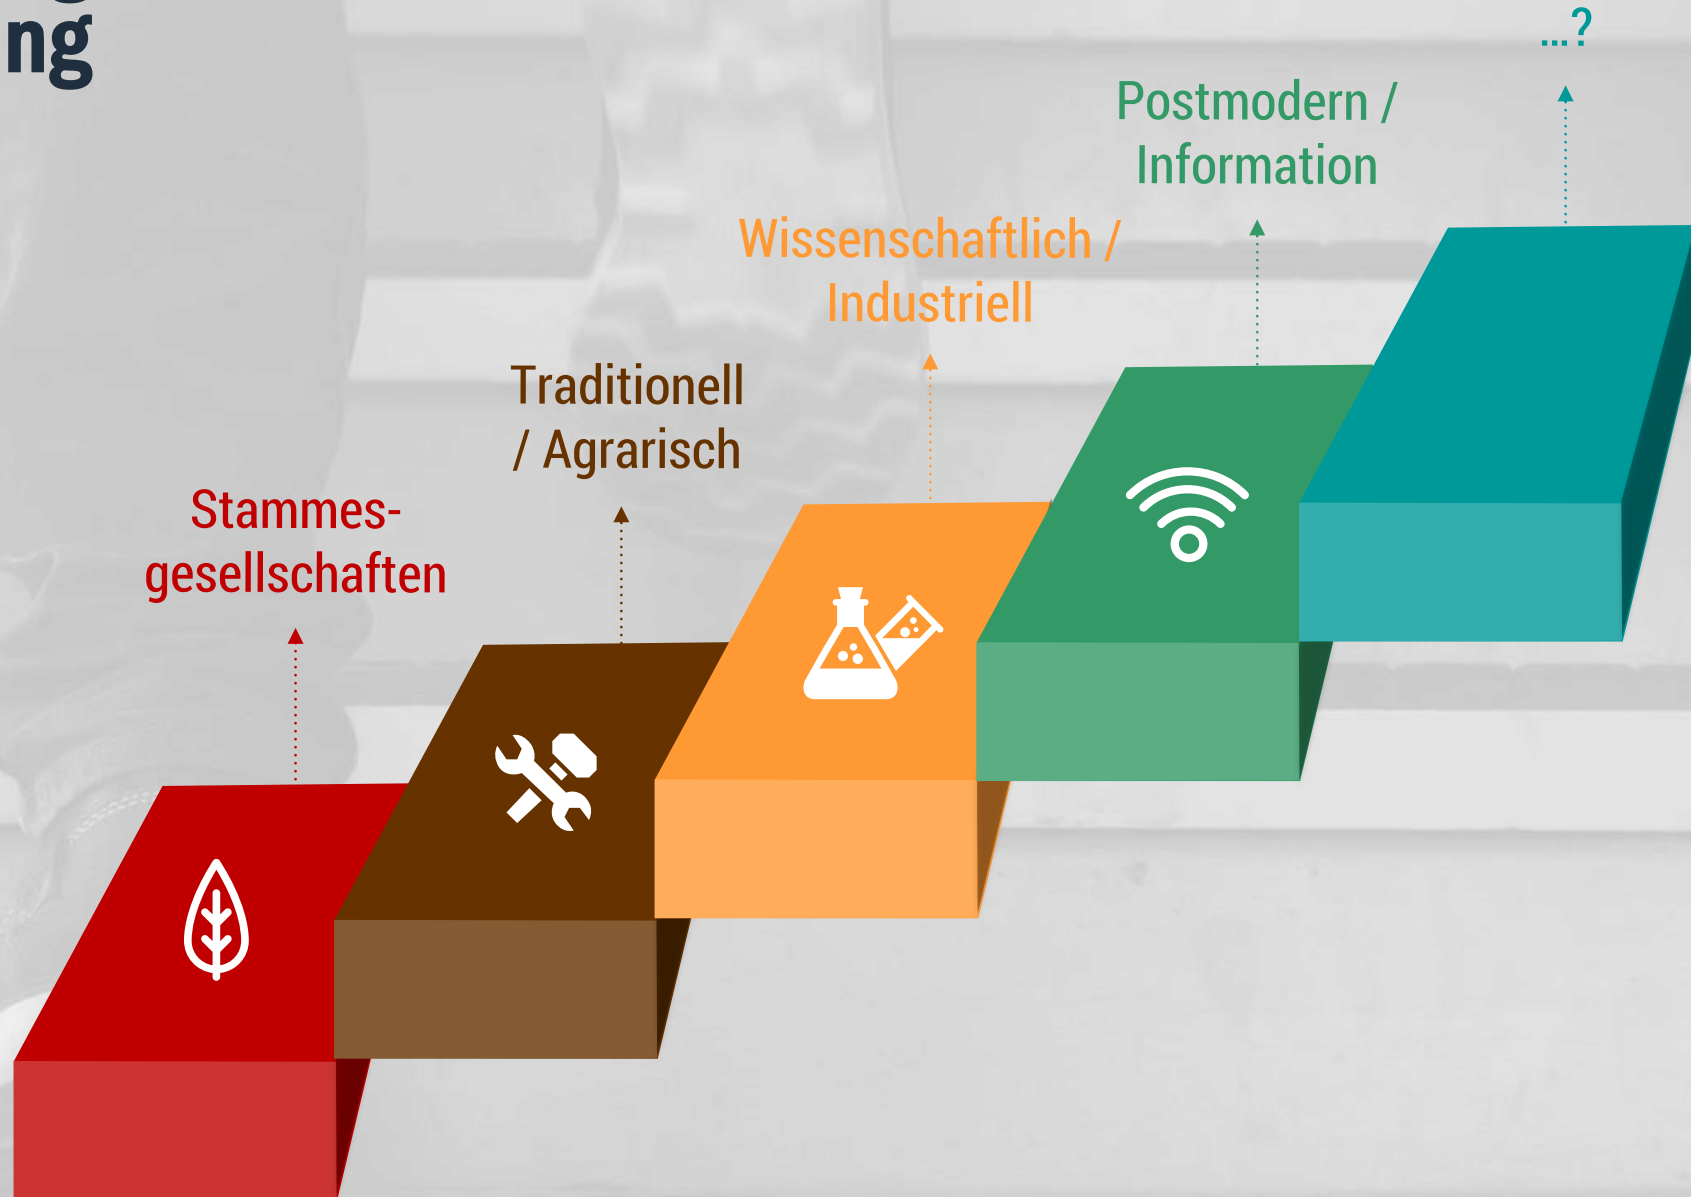 ng
...?
Postmodern /
Information
Wissenschaftlich /
Industriell
Traditionell
/ Agrarisch
Stammes-
gesellschaften